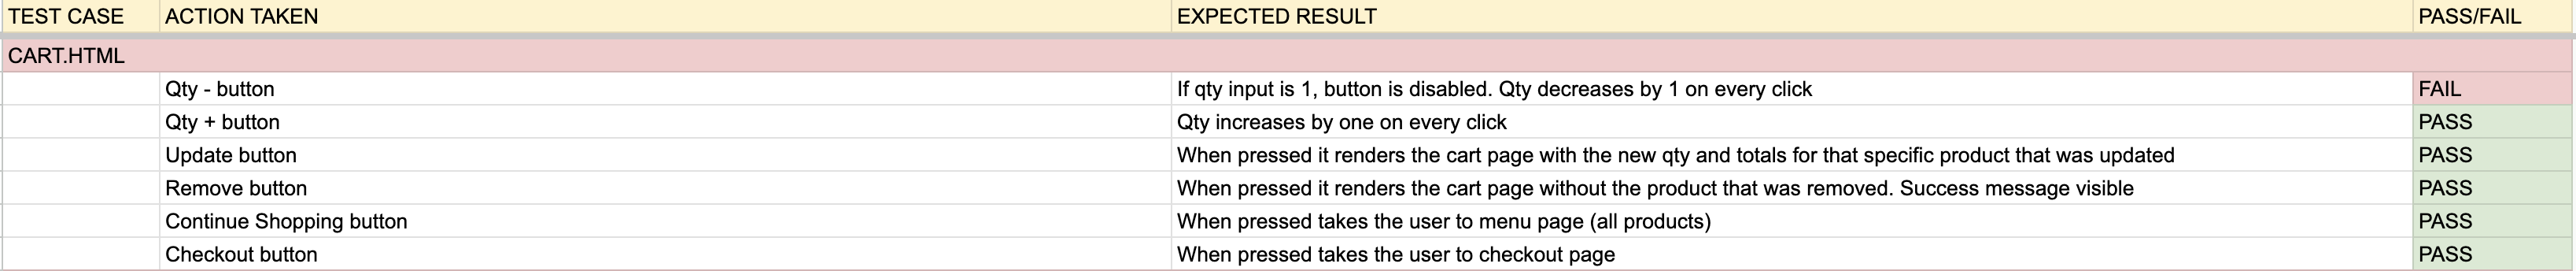 TEST CASE ACTION TAKEN EXPECTED RESULT PASS/FAIL
CART.HTML
Qty - button If qty input is 1, button is disabled. Qty decreases by 1 on every click FAIL
Qty + button Qty increases by one on every click PASS
Update button When pressed it renders the cart page with the new qty and totals for that specific product that was updated PASS
Remove button When pressed it renders the cart page without the product that was removed. Success message visible PASS
Continue Shopping button When pressed takes the user to menu page (all products) PASS
Checkout button When pressed takes the user to checkout page PASS